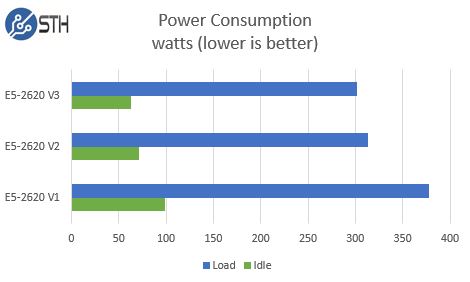 STH
Power Consumption
watts (lower is better)
E5-2620 V3
E5-2620 V2
E5-2620 V1
0 50 100 150 200 250 300 350 400
Load Idle